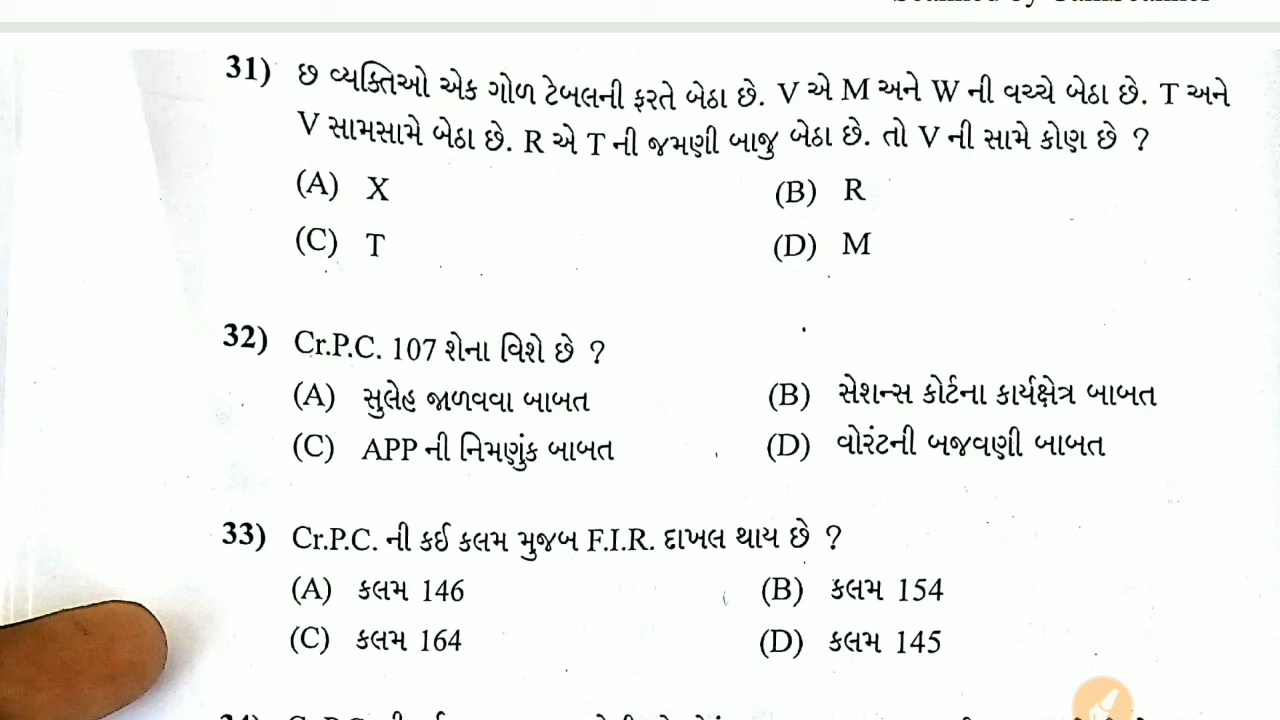 31) છ વ્યક્તિઓ એક ગોળ ટેબલની ફરતે બેઠા છે. V એ M અને W ની વચ્ચે બેઠા છે. T અને
V સામસામે બેઠા છે. R એ T ની જમણી બાજુ બેઠા છે. તો V ની સામે કોણ છે ?
(A) X (B) R
(C) T (D) M
32) Cr.P.C. 107 શેના વિશે છે ?
(A) સુલેહ જાળવવા બાબત (B) સેશન્સ કોર્ટના કાર્યક્ષેત્ર બાબત
(C) APP ની નિમણુંક બાબત (D) વોરંટની બજવણી બાબત
33) Cr.P.C. ની કઈ કલમ મુજબ F.I.R. દાખલ થાય છે ?
(A) કલમ 146 (B) કલમ 154
(C) કલમ 164 (D) કલમ 145